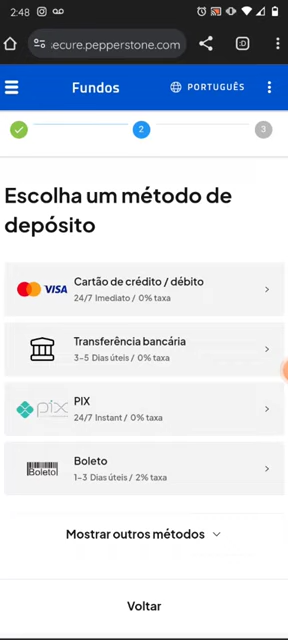 2:48
secure.pepperstone.com
Fundos
PORTUGUÊS
2
3
Escolha um método de
depósito
VISA
Cartão de crédito / débito
24/7 Imediato / 0% taxa
Transferência bancária
3-5 Dias úteis / 0% taxa
pix
PIX
24/7 Instant / 0% taxa
Boleto
Boleto
1-3 Dias úteis / 2% taxa
Mostrar outros métodos
Voltar